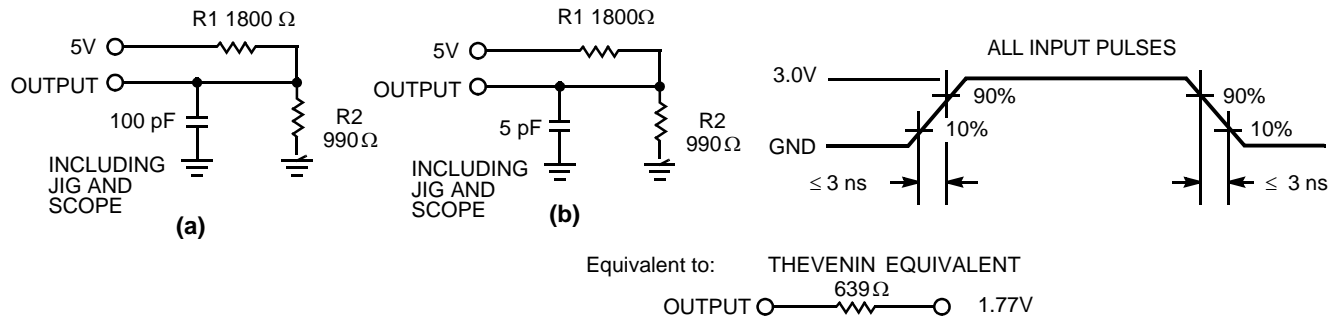 R1 1800 Ω
5V
OUTPUT
100 pF
R2
990Ω
INCLUDING
JIG AND
SCOPE
(a)
R1 1800Ω
5V
OUTPUT
5 pF
R2
990Ω
INCLUDING
JIG AND
SCOPE
(b)
ALL INPUT PULSES
3.0V
90%
90%
10%
10%
GND
≤ 3 ns
≤ 3 ns
Equivalent to: THEVENIN EQUIVALENT
639Ω
OUTPUT 1.77V